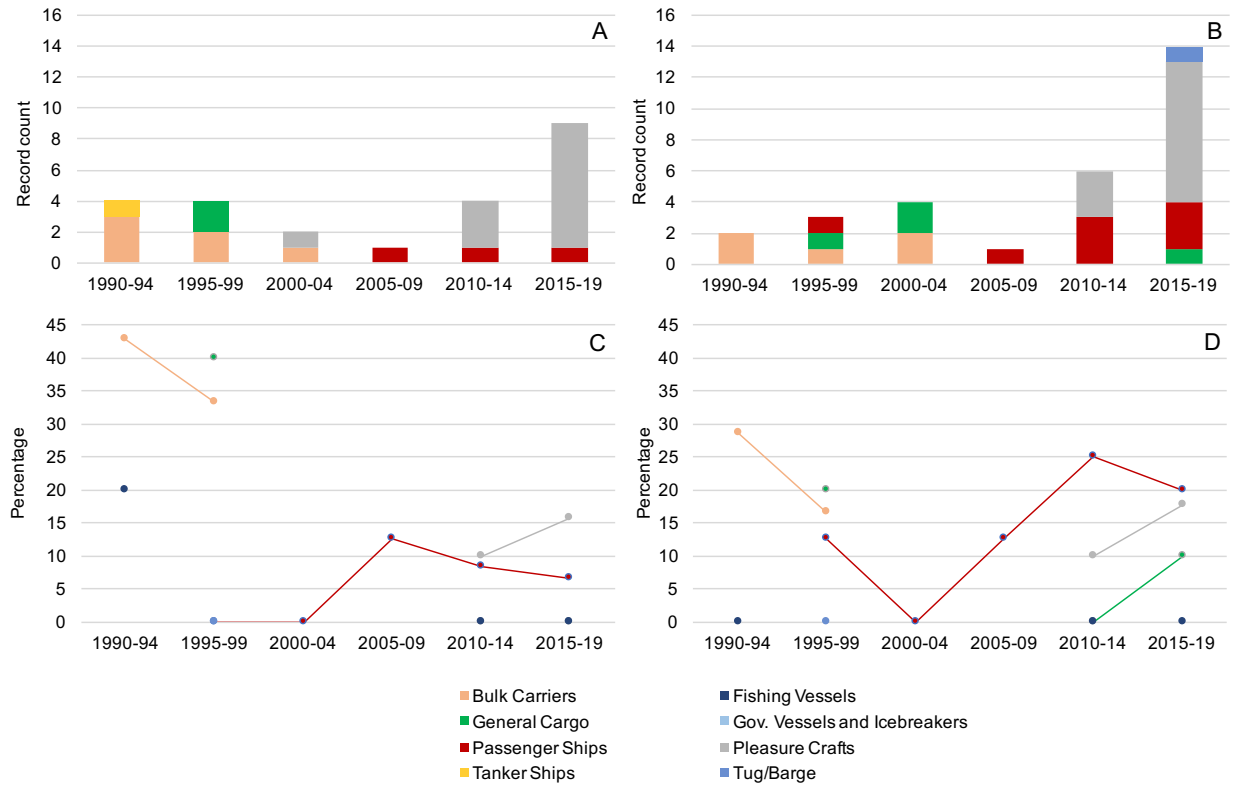 A
Record count
16
14
12
10
8
6
4
2
0
1990-94 1995-99 2000-04 2005-09 2010-14 2015-19
B
Record count
16
14
12
10
8
6
4
2
0
1990-94 1995-99 2000-04 2005-09 2010-14 2015-19
C
Percentage
45
40
35
30
25
20
15
10
5
0
1990-94 1995-99 2000-04 2005-09 2010-14 2015-19
D
Percentage
45
40
35
30
25
20
15
10
5
0
1990-94 1995-99 2000-04 2005-09 2010-14 2015-19
Bulk Carriers
General Cargo
Passenger Ships
Tanker Ships
Fishing Vessels
Gov. Vessels and Icebreakers
Pleasure Crafts
Tug/Barge